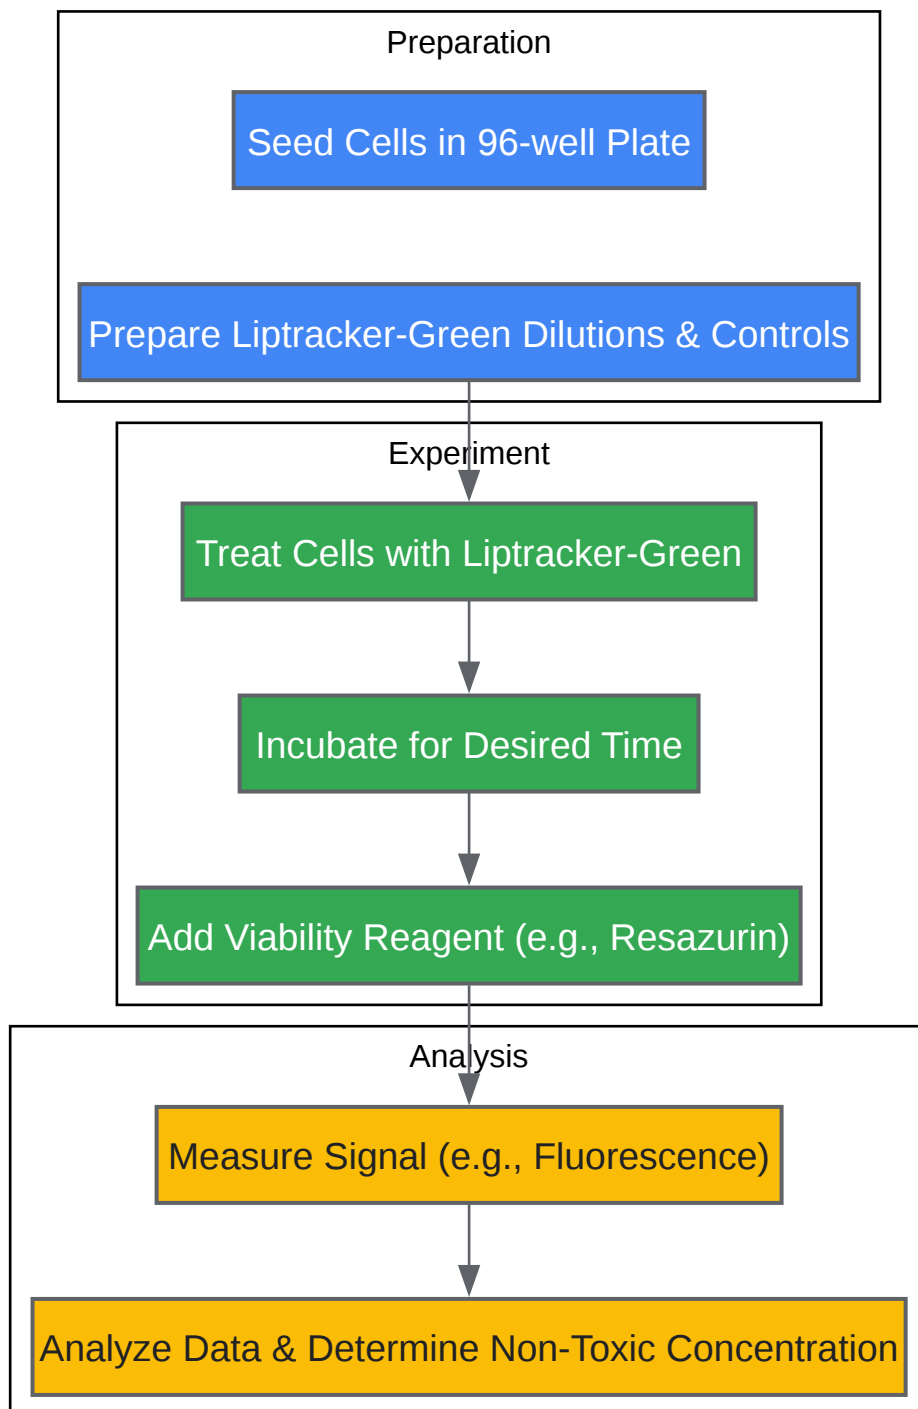 Preparation
Seed Cells in 96-well Plate
Prepare Liptracker-Green Dilutions & Controls
Experiment
Treat Cells with Liptracker-Green
Incubate for Desired Time
Add Viability Reagent (e.g., Resazurin)
Analysis
Measure Signal (e.g., Fluorescence)
Analyze Data & Determine Non-Toxic Concentration